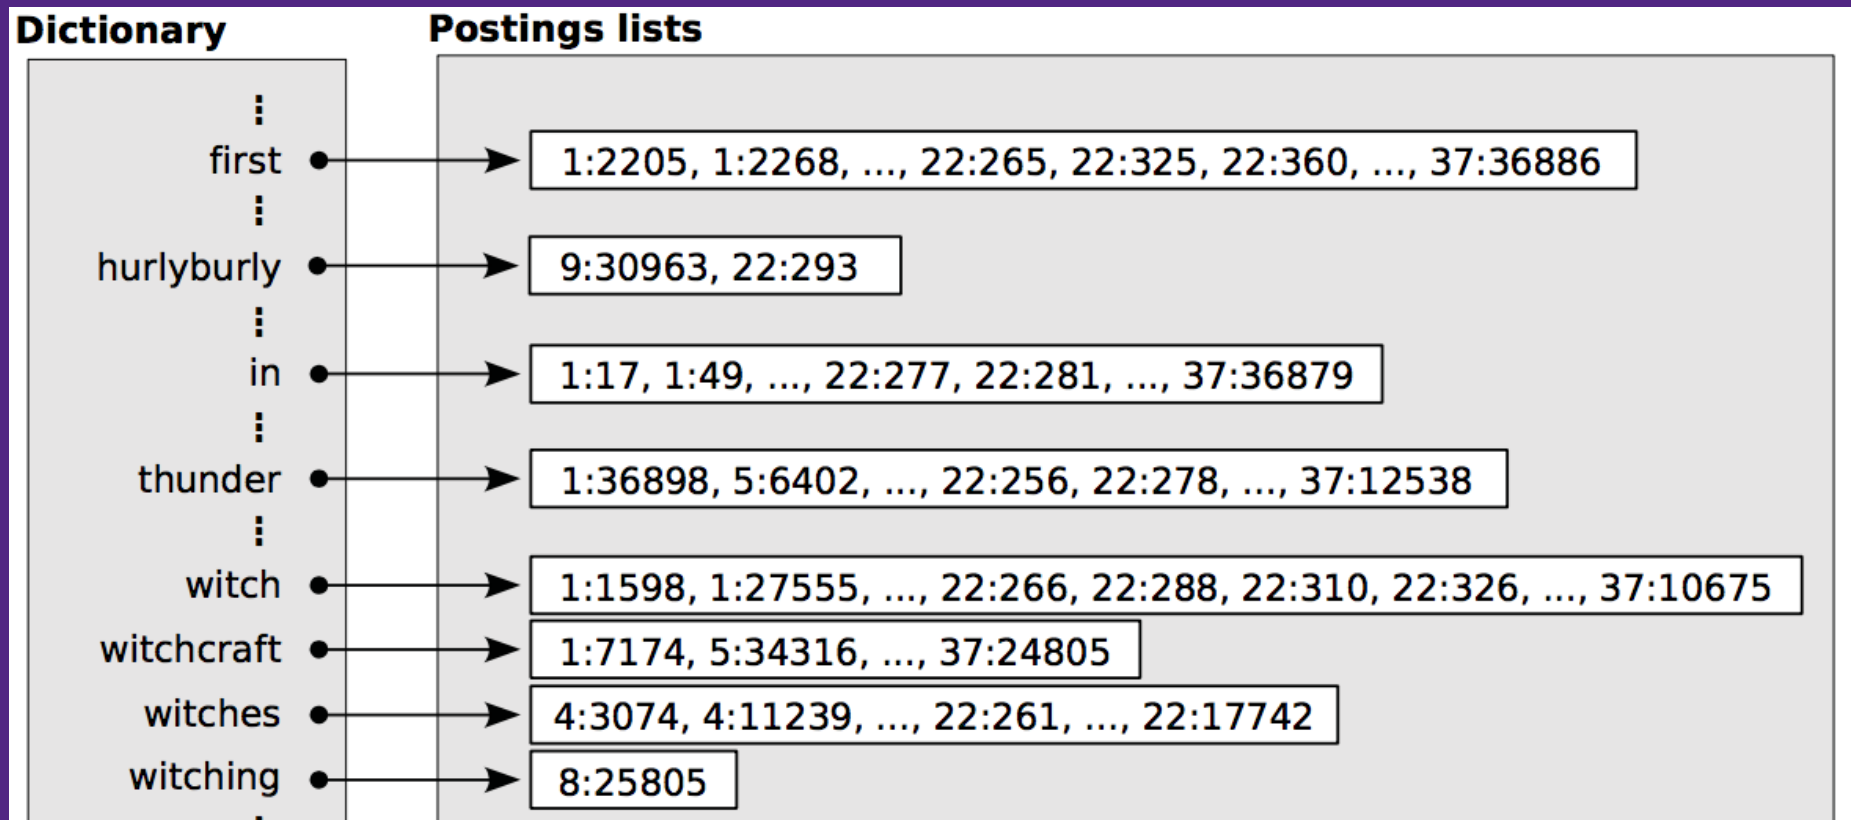 Dictionary Postings lists
⋮
first 1:2205, 1:2268, ..., 22:265, 22:325, 22:360, ..., 37:36886
⋮
hurlyburly 9:30963, 22:293
⋮
in 1:17, 1:49, ..., 22:277, 22:281, ..., 37:36879
⋮
thunder 1:36898, 5:6402, ..., 22:256, 22:278, ..., 37:12538
⋮
witch 1:1598, 1:27555, ..., 22:266, 22:288, 22:310, 22:326, ..., 37:10675
witchcraft 1:7174, 5:34316, ..., 37:24805
witches 4:3074, 4:11239, ..., 22:261, ..., 22:17742
witching 8:25805